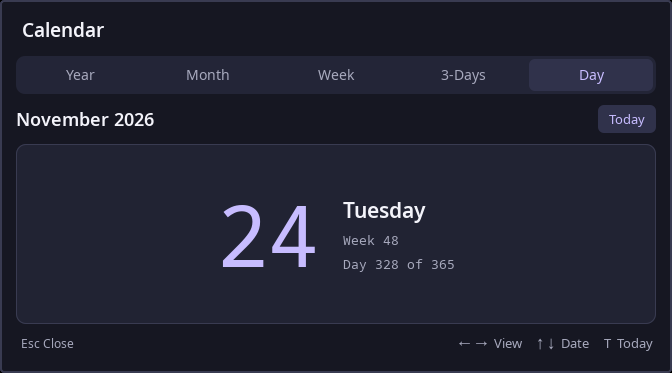 Calendar
Year Month Week 3-Days Day
November 2026 Today
24
Tuesday
Week 48
Day 328 of 365
Esc Close ←→ View ↑↓ Date T Today